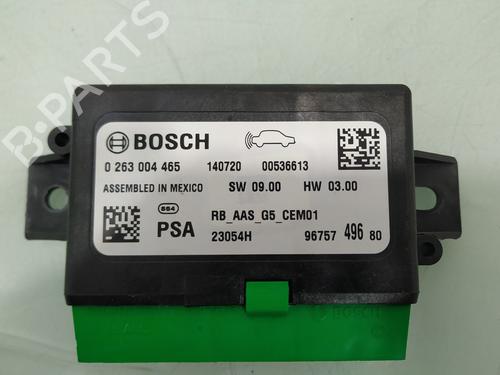 BOSCH
0 263 004 465 140720 00536613
ASSEMBLED IN MEXICO SW 09.00 HW 03.00
554 RB_AAS_G5_CEM01
PSA 23054H 96757 496 80
B-PARTS